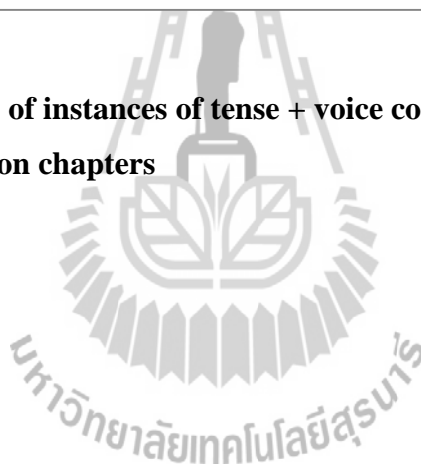 of instances of tense + voice co
on chapters
มหาวิทยาลัยเทคโนโลยีสุรนารี